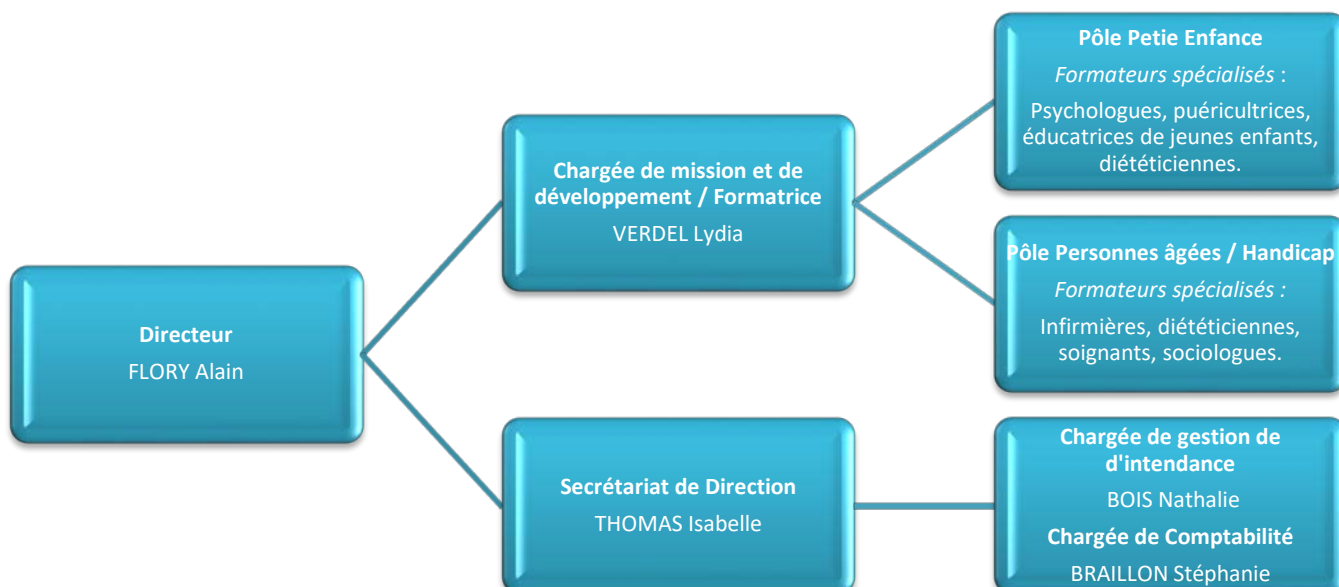 Directeur
FLORY Alain
Chargée de mission et de
développement / Formatrice
VERDEL Lydia
Pôle Petie Enfance
Formateurs spécialisés :
Psychologues, puéricultrices,
éducatrices de jeunes enfants,
diététiciennes.
Pôle Personnes âgées / Handicap
Formateurs spécialisés :
Infirmières, diététiciennes,
soignants, sociologues.
Secrétariat de Direction
THOMAS Isabelle
Chargée de gestion de
d'intendance
BOIS Nathalie
Chargée de Comptabilité
BRAILLON Stéphanie